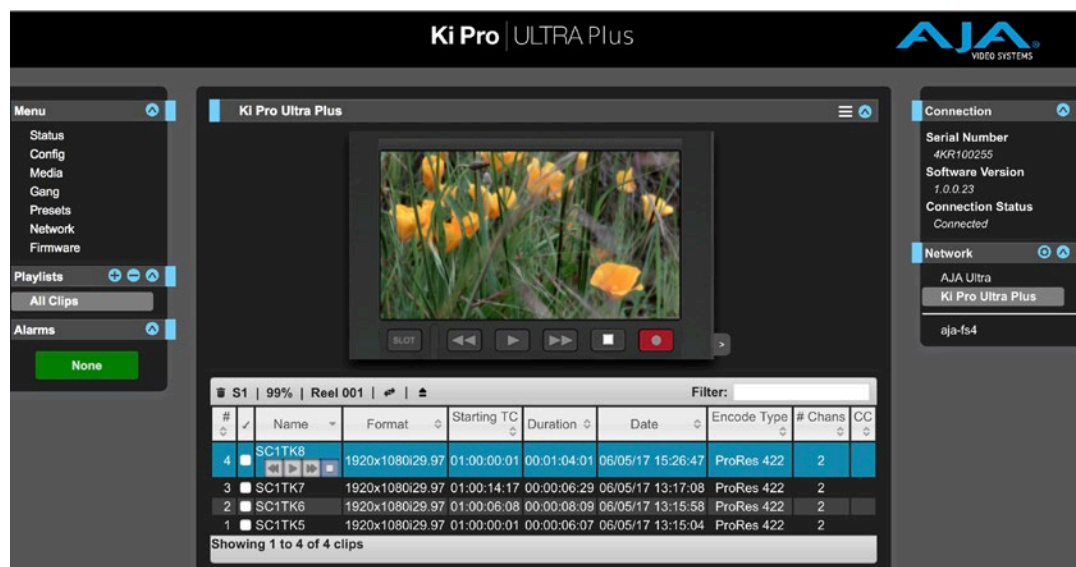 Ki Pro | ULTRA Plus
AJA
VIDEO SYSTEMS
Menu
Status
Config
Media
Gang
Presets
Network
Firmware
Playlists
All Clips
Alarms
None
Ki Pro Ultra Plus
SLOT
>
S1 | 99% | Reel 001 | |
Filter:
# ✓ Name Format Starting TC Duration Date Encode Type # Chans CC
4 SC1TK8 1920x1080i29.97 01:00:00:01 00:01:04:01 06/05/17 15:26:47 ProRes 422 2
3 SC1TK7 1920x1080i29.97 01:00:14:17 00:00:06:29 06/05/17 13:17:08 ProRes 422 2
2 SC1TK6 1920x1080i29.97 01:00:06:08 00:00:08:09 06/05/17 13:15:58 ProRes 422 2
1 SC1TK5 1920x1080i29.97 01:00:00:01 00:00:06:07 06/05/17 13:15:04 ProRes 422 2
Showing 1 to 4 of 4 clips
Connection
Serial Number
4KR100255
Software Version
1.0.0.23
Connection Status
Connected
Network
AJA Ultra
Ki Pro Ultra Plus
aja-fs4